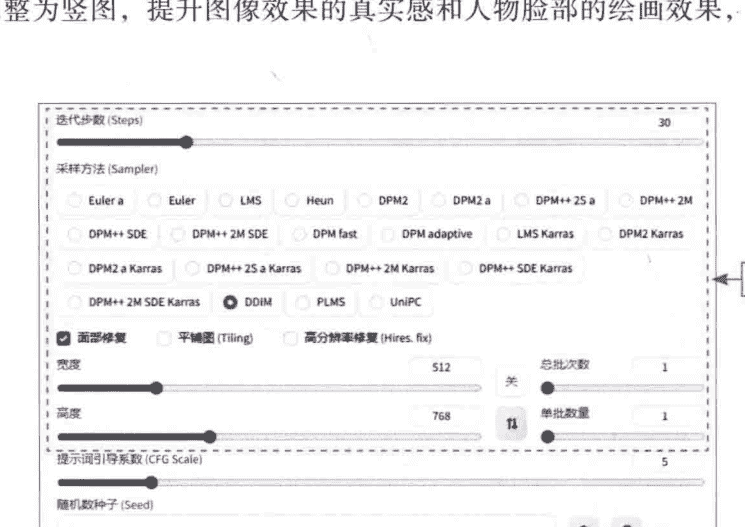 整为竖图，提升图像效果的真实感和人物脸部的绘画效果，
迭代步数 (Steps) 30
采样方法 (Sampler)
Euler a Euler LMS Heun DPM2 DPM2 a DPM++ 2S a DPM++ 2M
DPM++ SDE DPM++ 2M SDE DPM fast DPM adaptive LMS Karras DPM2 Karras
DPM2 a Karras DPM++ 2S a Karras DPM++ 2M Karras DPM++ SDE Karras
DPM++ 2M SDE Karras DDIM PLMS UniPC
面部修复 平铺图 (Tiling) 高分辨率修复 (Hires. fix)
宽度 512 关 总批次数 1
高度 768 单批数量 1
提示词引导系数 (CFG Scale) 5
随机数种子 (Seed)